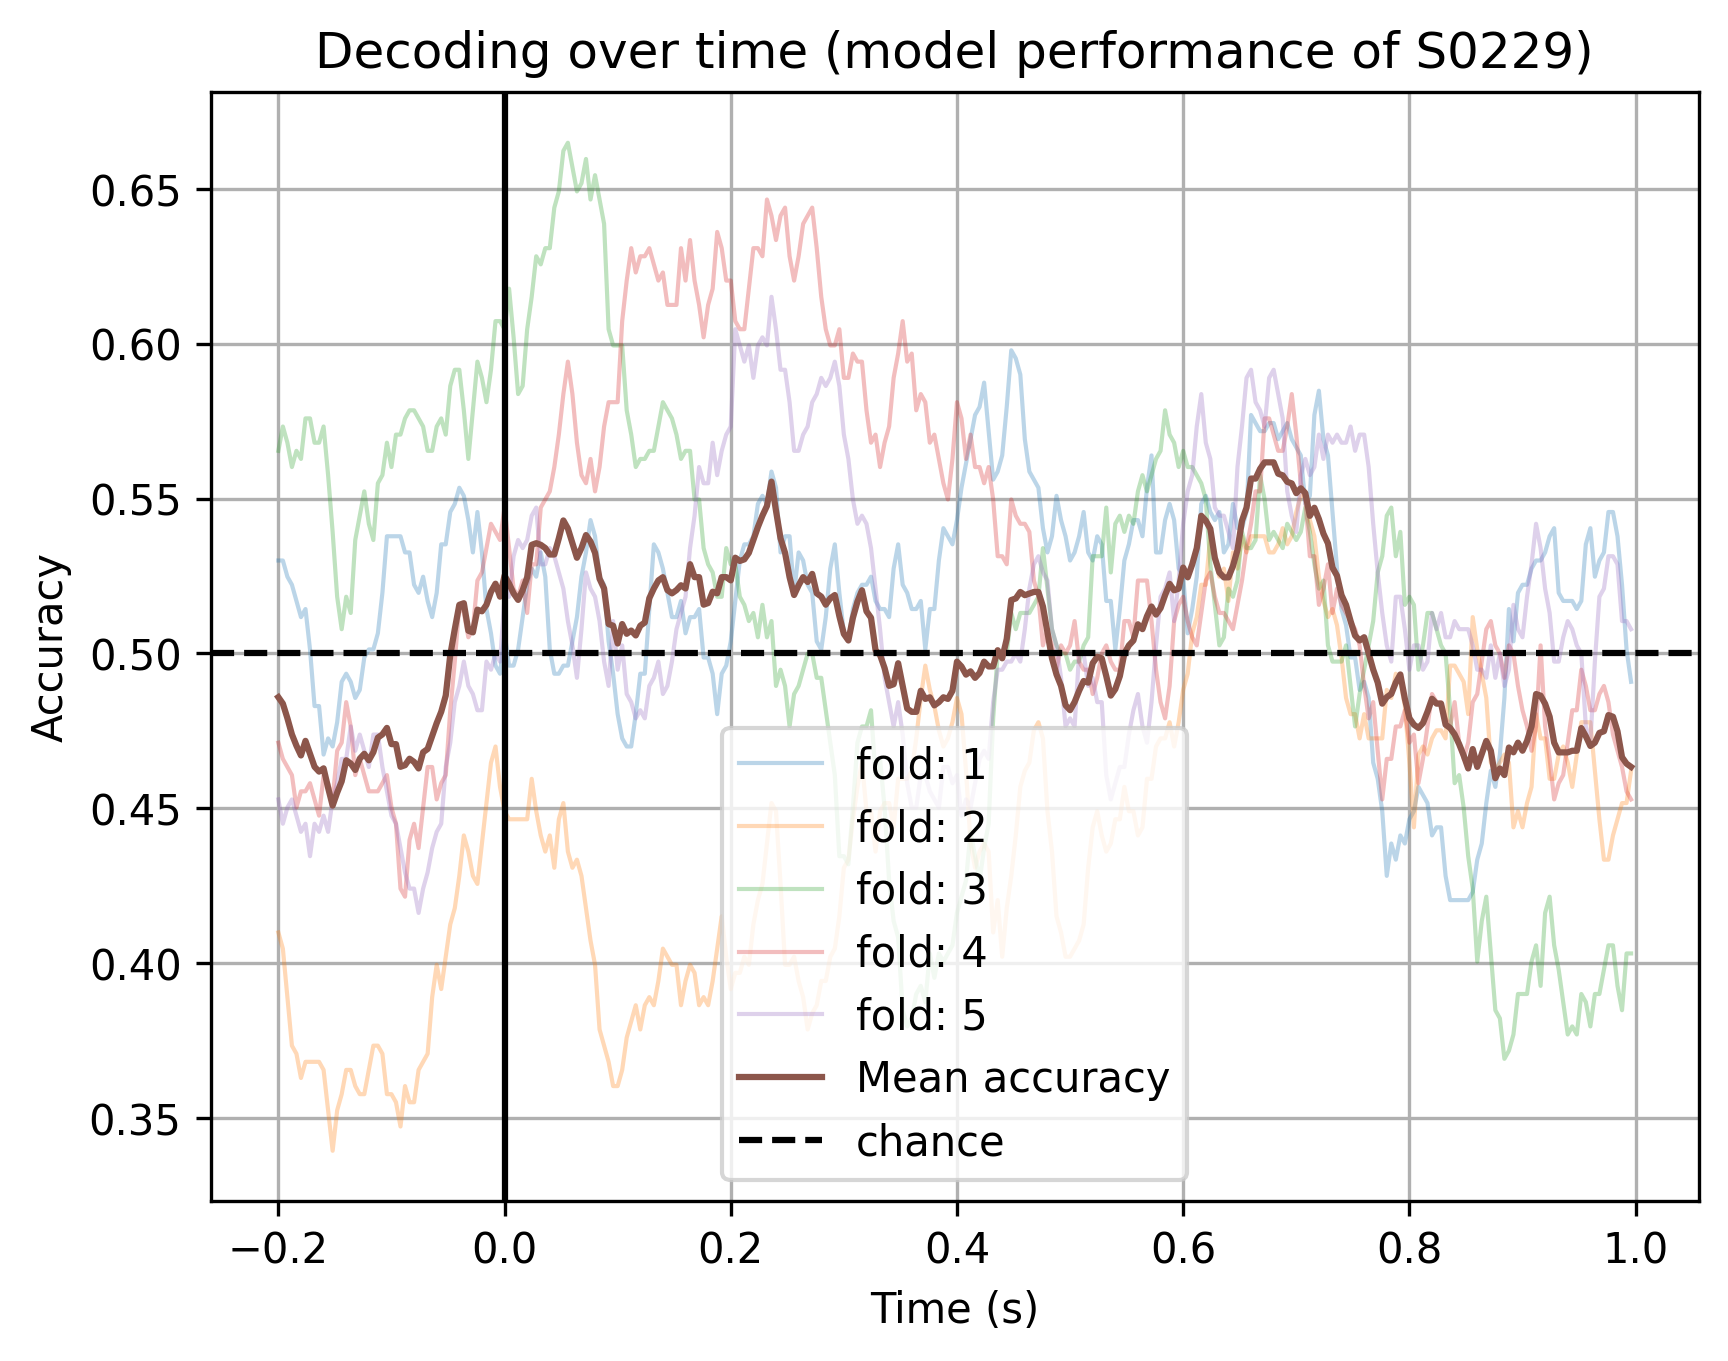 Decoding over time (model performance of S0229)
Accuracy
0.65
0.60
0.55
0.50
0.45
0.40
0.35
fold: 1
fold: 2
fold: 3
fold: 4
fold: 5
Mean accuracy
chance
−0.2 0.0 0.2 0.4 0.6 0.8 1.0
Time (s)